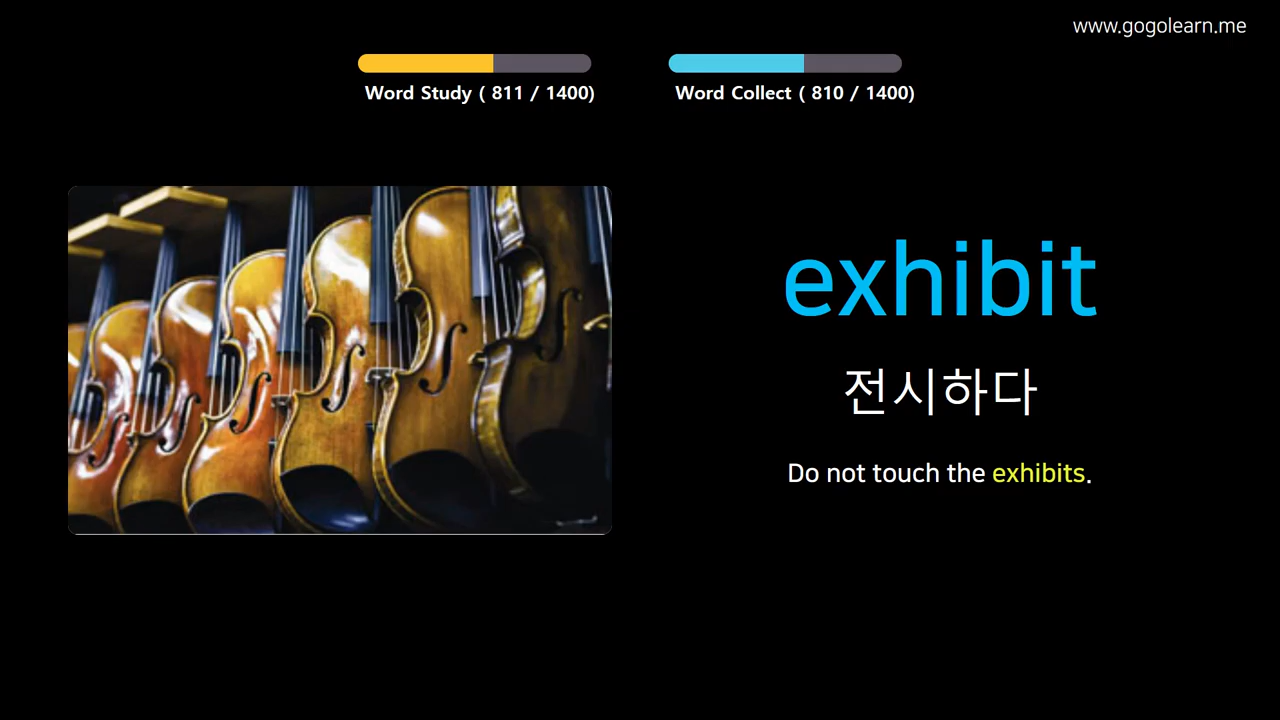 www.gogolearn.me
Word Study ( 811 / 1400)
Word Collect ( 810 / 1400)
exhibit
전시하다
Do not touch the exhibits.